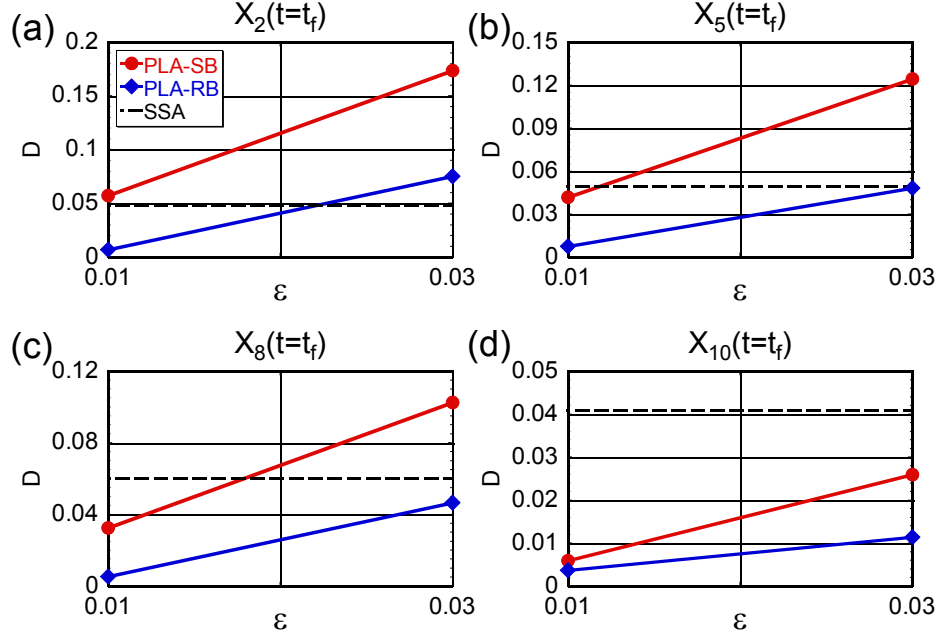 (a)
X2(t=tf)
0.2
0.15
0.1
0.05
0
D
PLA-SB
PLA-RB
SSA
0.01
0.03
ε
(b)
X5(t=tf)
0.15
0.12
0.09
0.06
0.03
0
D
0.01
0.03
ε
(c)
X8(t=tf)
0.12
0.08
0.04
0
D
0.01
0.03
ε
(d)
X10(t=tf)
0.05
0.04
0.03
0.02
0.01
0
D
0.01
0.03
ε